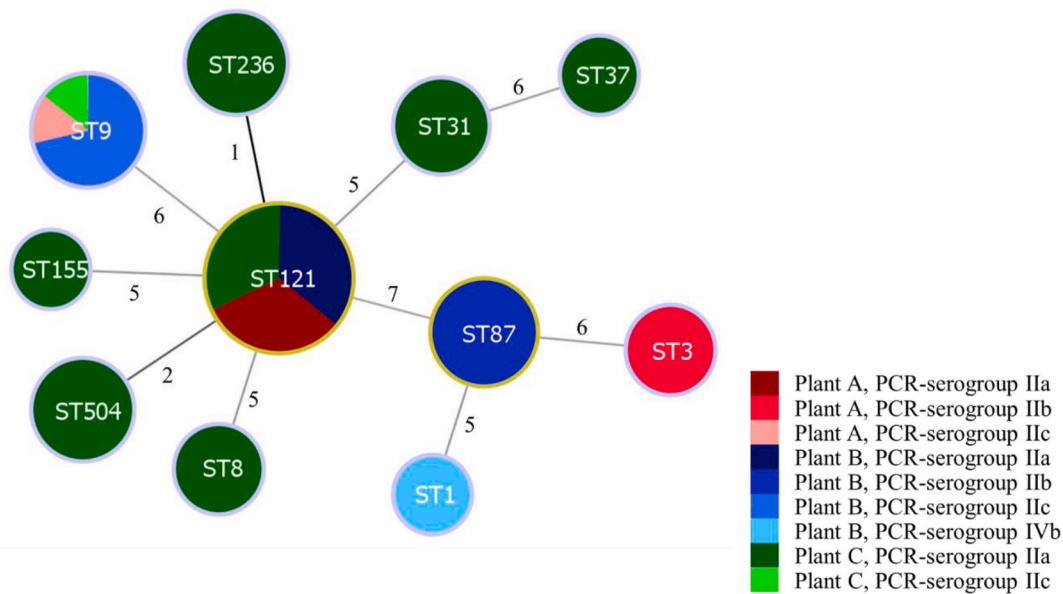 ST236
ST37
6
ST31
ST9
1
5
6
ST155
5
ST121
7
ST87
6
ST3
2
ST504
5
5
ST8
ST1
Plant A, PCR-serogroup IIa
Plant A, PCR-serogroup IIb
Plant A, PCR-serogroup IIc
Plant B, PCR-serogroup IIa
Plant B, PCR-serogroup IIb
Plant B, PCR-serogroup IIc
Plant B, PCR-serogroup IVb
Plant C, PCR-serogroup IIa
Plant C, PCR-serogroup IIc